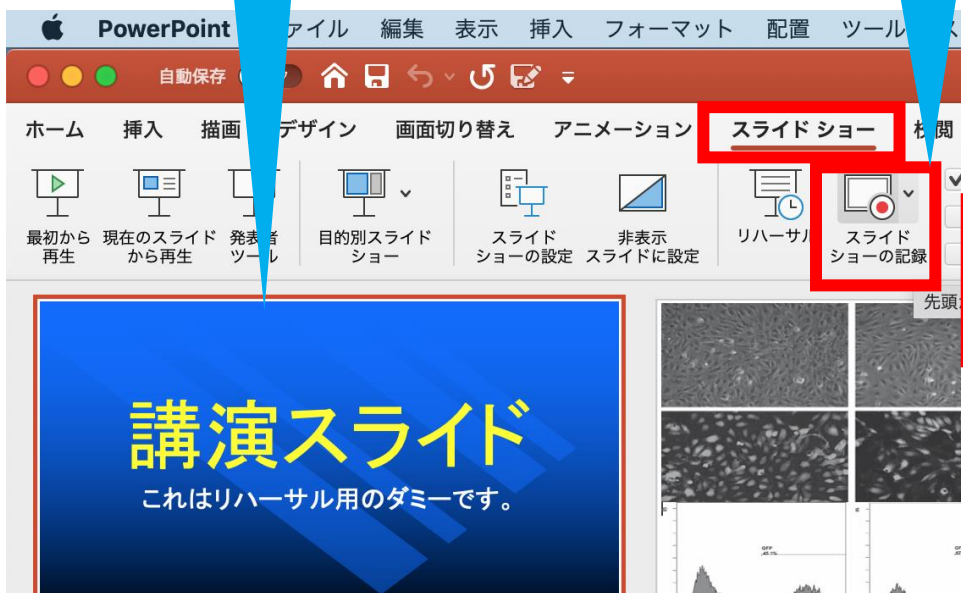 PowerPoint ァイル 編集 表示 挿入 フォーマット 配置 ツール
自動保存
ホーム 挿入 描画 デザイン 画面切り替え アニメーション スライド ショー 校閲
最初から 現在のスライド 発表者 目的別スライド スライド 非表示 リハーサル スライド
再生 から再生 ツール ショー ショーの設定 スライドに設定 ショーの記録
先頭
講演スライド
これはリハーサル用のダミーです。